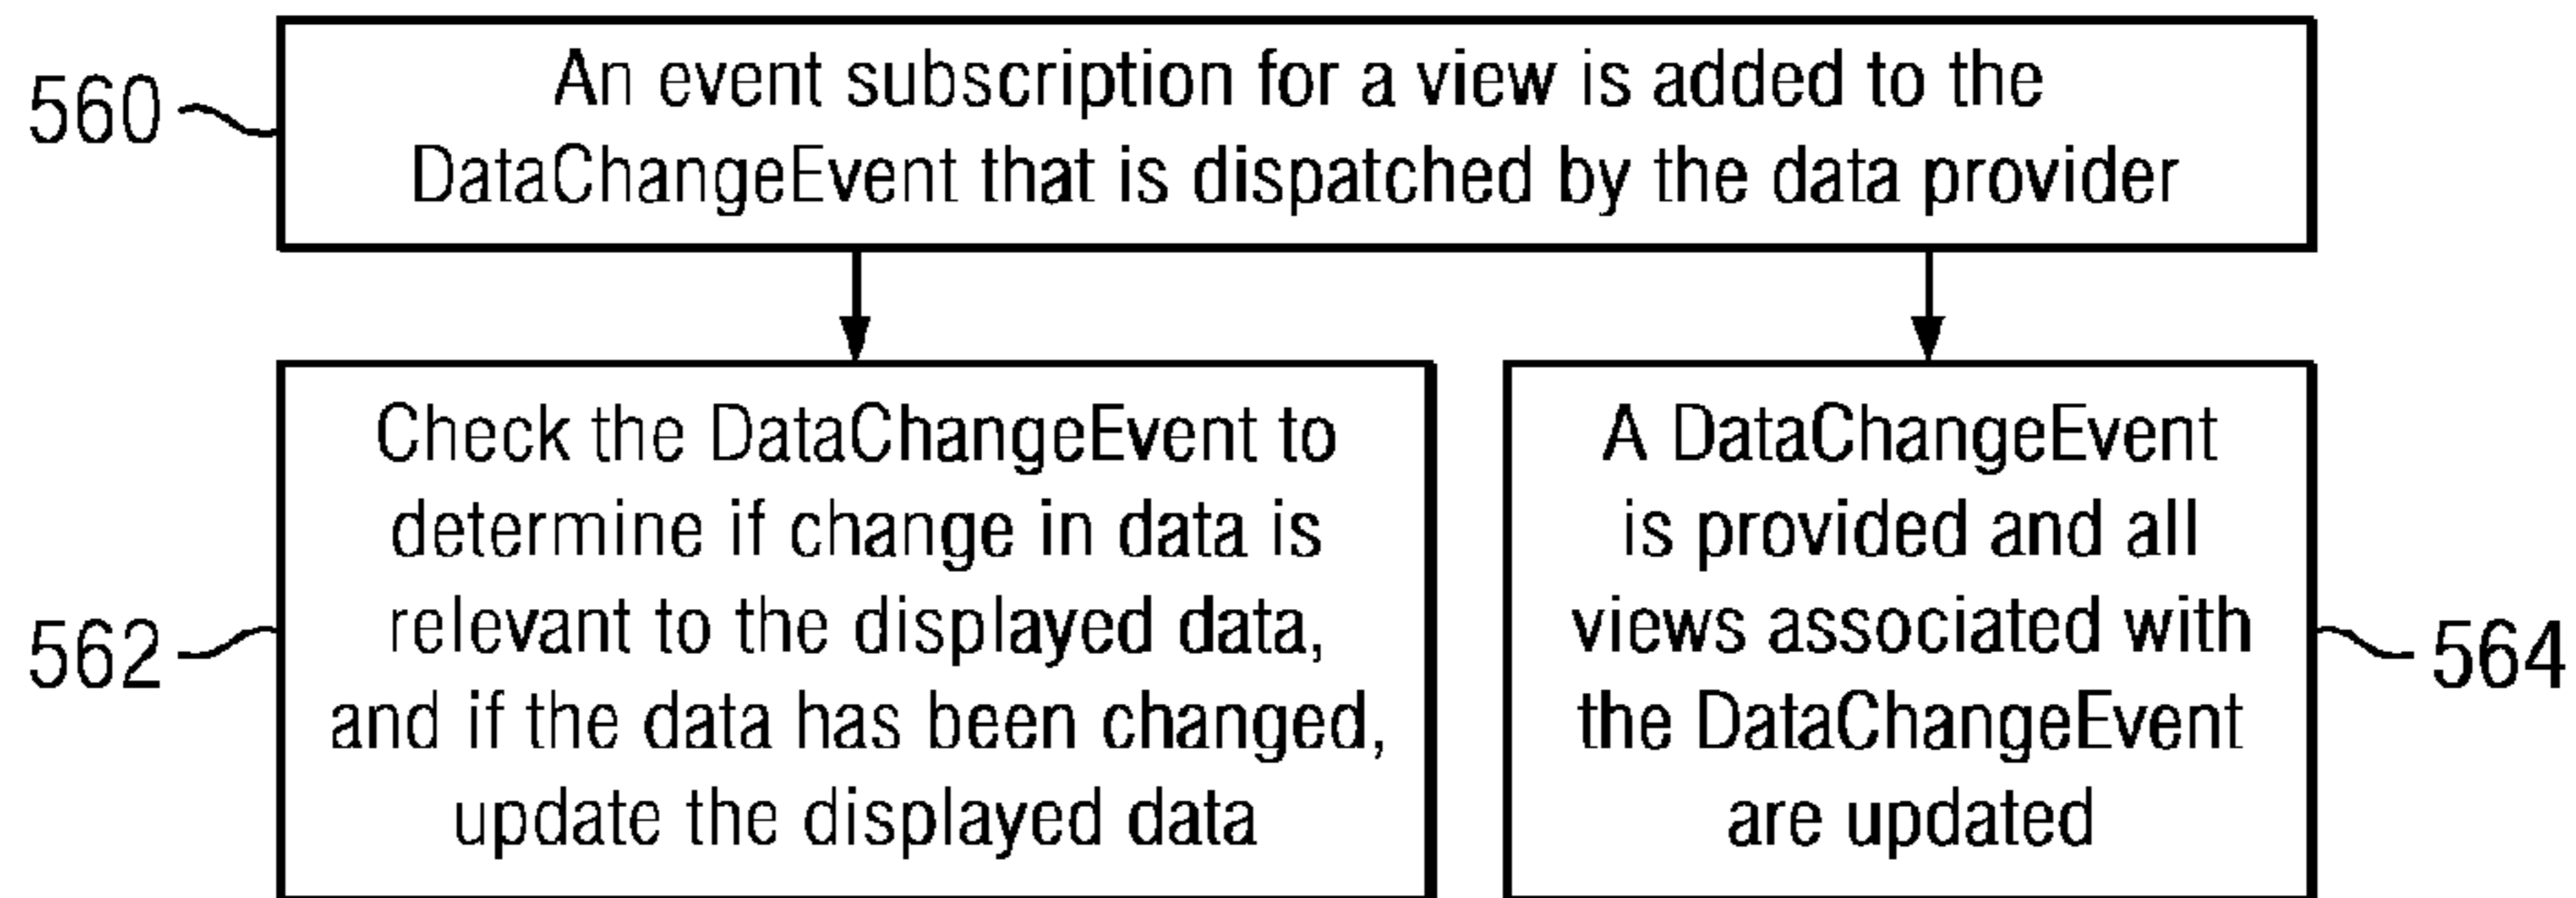 560
An event subscription for a view is added to the
DataChangeEvent that is dispatched by the data provider
562
Check the DataChangeEvent to
determine if change in data is
relevant to the displayed data,
and if the data has been changed,
update the displayed data
A DataChangeEvent
is provided and all
views associated with
the DataChangeEvent
are updated
564